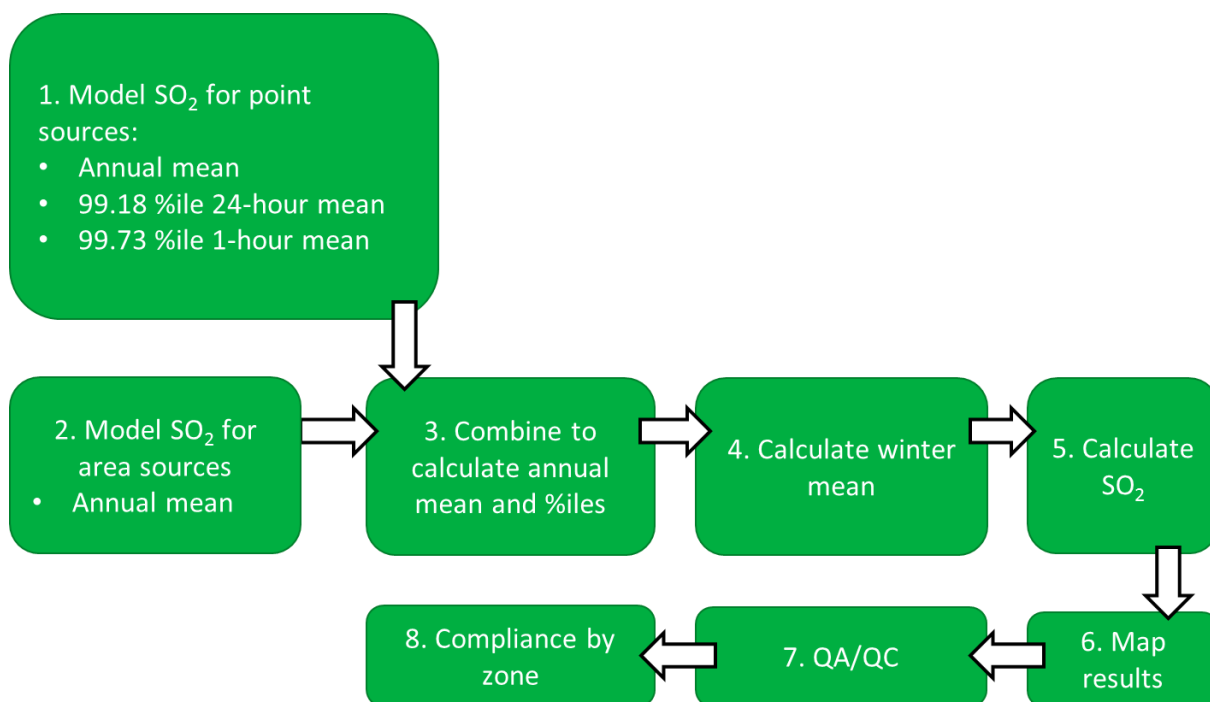 1. Model SO₂ for point
sources:
• Annual mean
• 99.18 %ile 24-hour mean
• 99.73 %ile 1-hour mean
2. Model SO₂ for
area sources
• Annual mean
3. Combine to
calculate annual
mean and %iles
4. Calculate winter
mean
5. Calculate
SO₂
6. Map
results
7. QA/QC
8. Compliance by
zone